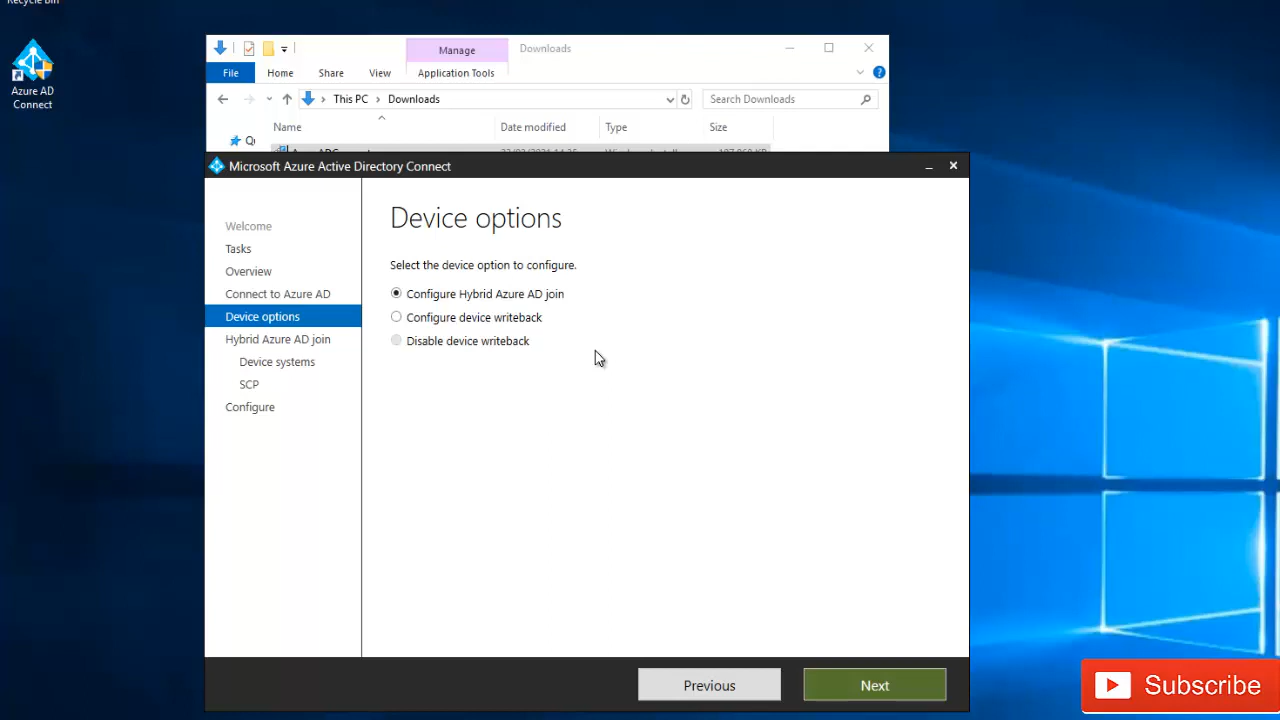 Recycle Bin
Azure AD
Connect
Manage
Downloads
File
Home
Share
View
Application Tools
This PC
Downloads
Search Downloads
Name
Date modified
Type
Size
Microsoft Azure Active Directory Connect
Welcome
Tasks
Overview
Connect to Azure AD
Device options
Hybrid Azure AD join
Device systems
SCP
Configure
Device options
Select the device option to configure.
Configure Hybrid Azure AD join
Configure device writeback
Disable device writeback
Previous
Next
Subscribe